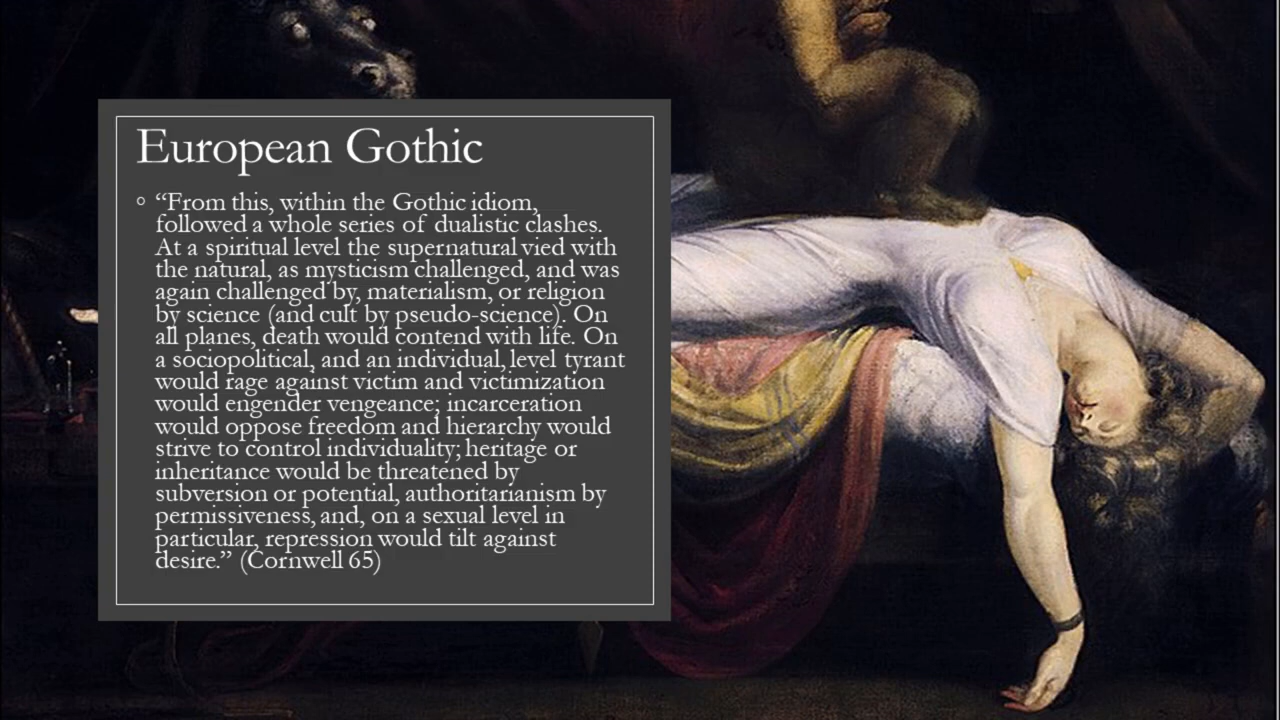 European Gothic
“From this, within the Gothic idiom,
followed a whole series of dualistic clashes.
At a spiritual level the supernatural vied with
the natural, as mysticism challenged, and was
again challenged by, materialism, or religion
by science (and cult by pseudo-science). On
all planes, death would contend with life. On
a sociopolitical, and an individual, level tyrant
would rage against victim and victimization
would engender vengeance; incarceration
would oppose freedom and hierarchy would
strive to control individuality; heritage or
inheritance would be threatened by
subversion or potential, authoritarianism by
permissiveness, and, on a sexual level in
particular, repression would tilt against
desire.” (Cornwell 65)